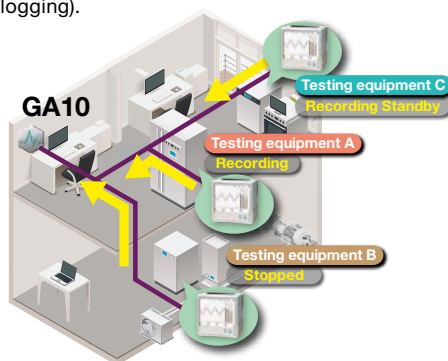 logging).
Testing equipment C
Recording Standby
GA10
Testing equipment A
Recording
Testing equipment B
Stopped